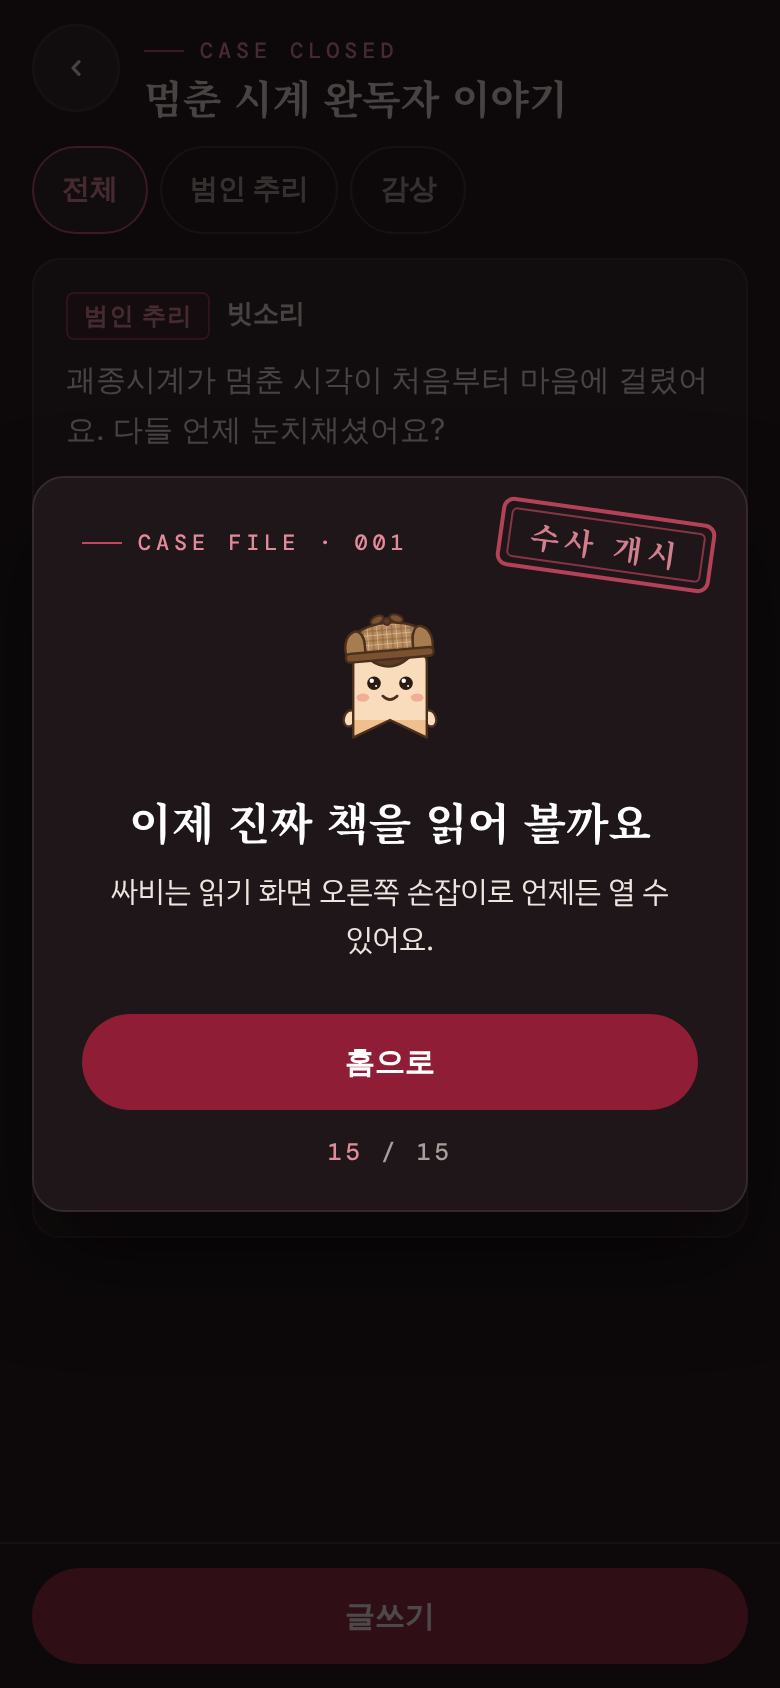 CASE CLOSED
멈춘 시계 완독자 이야기
전체
범인 추리
감상
범인 추리
빗소리
괘종시계가 멈춘 시각이 처음부터 마음에 걸렸어
요. 다들 언제 눈치채셨어요?
CASE FILE · 001
수사 개시
이제 진짜 책을 읽어 볼까요
싸비는 읽기 화면 오른쪽 손잡이로 언제든 열 수
있어요.
홈으로
15 / 15
글쓰기